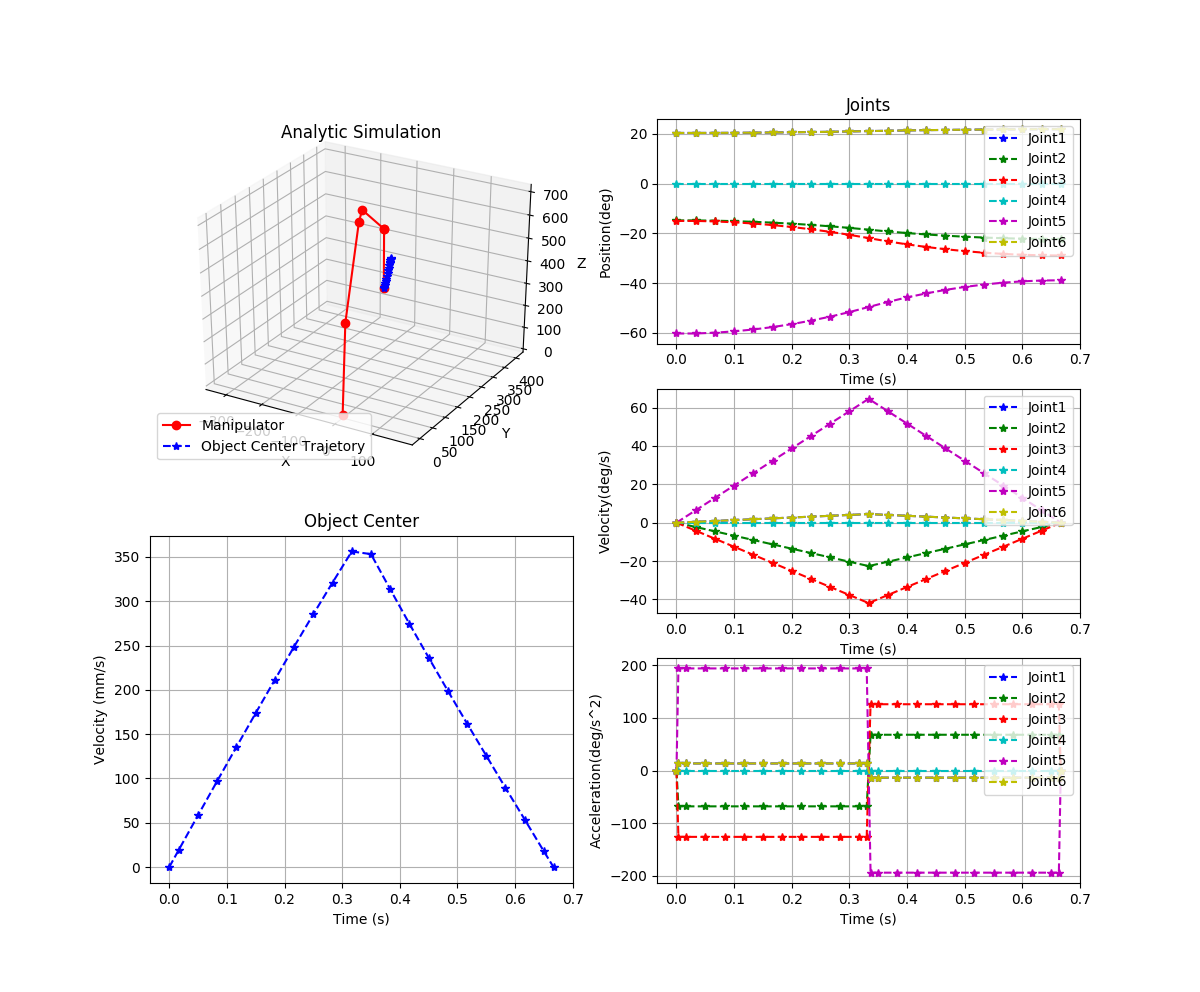 Analytic Simulation
700
600
500
400
300
200
100
0
Z
400
350
300
250
200
150
100
50
0
Y
-200
-100
0
100
X
Manipulator
Object Center Trajetory
Object Center
Velocity (mm/s)
350
300
250
200
150
100
50
0
0.0 0.1 0.2 0.3 0.4 0.5 0.6 0.7
Time (s)
Joints
Position(deg)
20
0
−20
−40
−60
Joint1
Joint2
Joint3
Joint4
Joint5
Joint6
0.0 0.1 0.2 0.3 0.4 0.5 0.6 0.7
Time (s)
Velocity(deg/s)
60
40
20
0
−20
−40
Joint1
Joint2
Joint3
Joint4
Joint5
Joint6
0.0 0.1 0.2 0.3 0.4 0.5 0.6 0.7
Time (s)
Acceleration(deg/s^2)
200
100
0
−100
−200
Joint1
Joint2
Joint3
Joint4
Joint5
Joint6
0.0 0.1 0.2 0.3 0.4 0.5 0.6 0.7
Time (s)